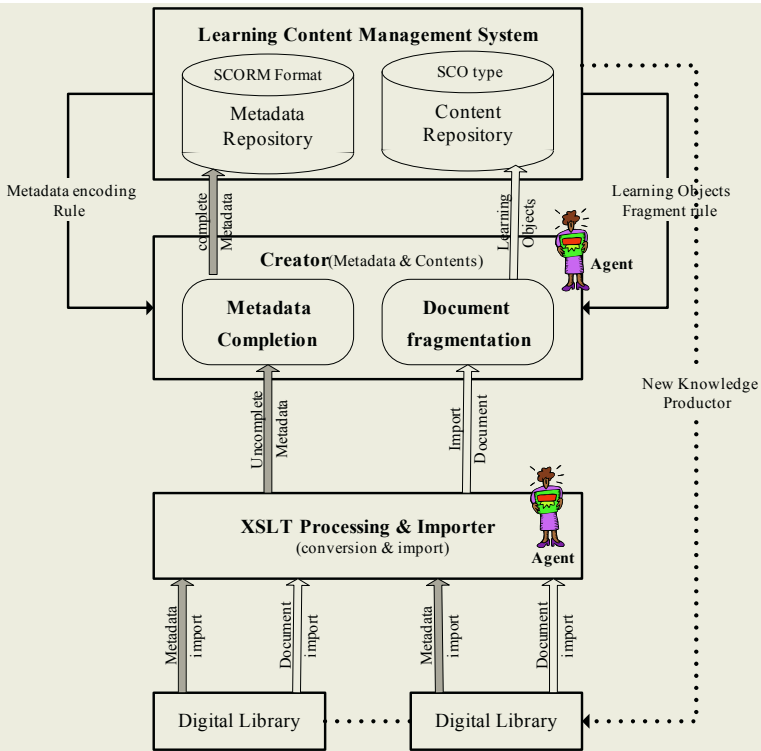 Learning Content Management System
SCORM Format
Metadata
Repository
SCO type
Content
Repository
Metadata encoding
Rule
complete
Metadata
Learning
Objects
Learning Objects
Fragment rule
Creator(Metadata & Contents)
Agent
Metadata
Completion
Document
fragmentation
New Knowledge
Productor
Uncomplete
Metadata
Import
Document
XSLT Processing & Importer
(conversion & import)
Agent
Metadata
import
Document
import
Metadata
import
Document
import
Digital Library
Digital Library